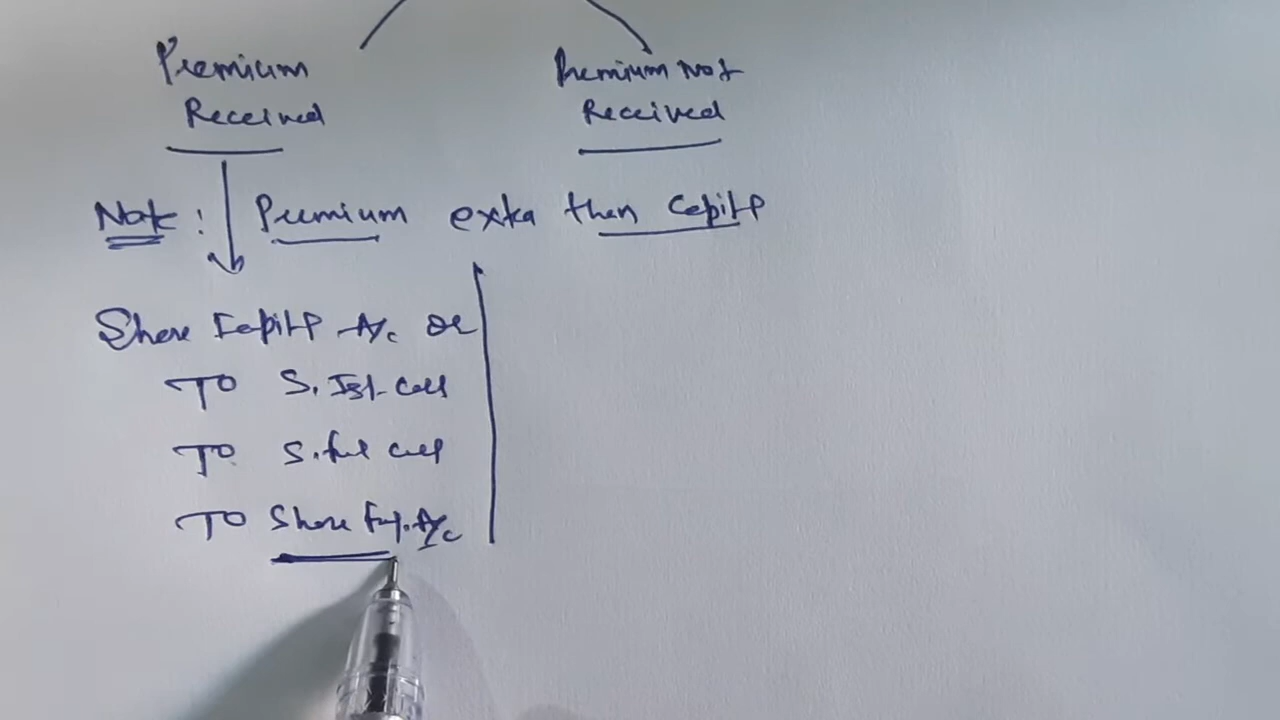 Premium
Received
Premium Not
Received
Note: Premium extra then Capital
Share Capital A/c Dr
To S. Ist Call
To S. final Call
To Share Forf. A/c